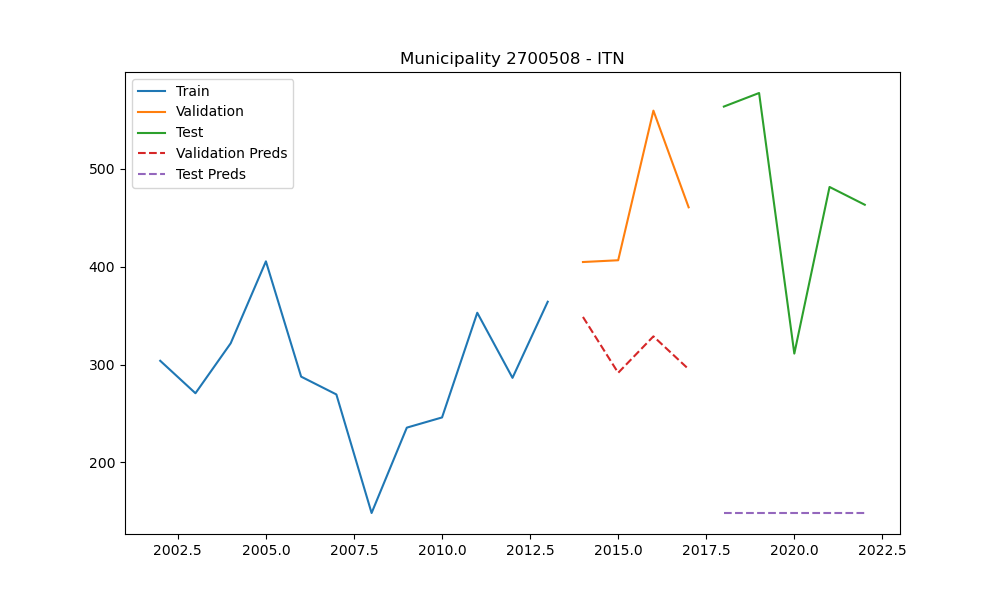 Municipality 2700508 - ITN
Train
Validation
Test
Validation Preds
Test Preds
500
400
300
200
2002.5 2005.0 2007.5 2010.0 2012.5 2015.0 2017.5 2020.0 2022.5